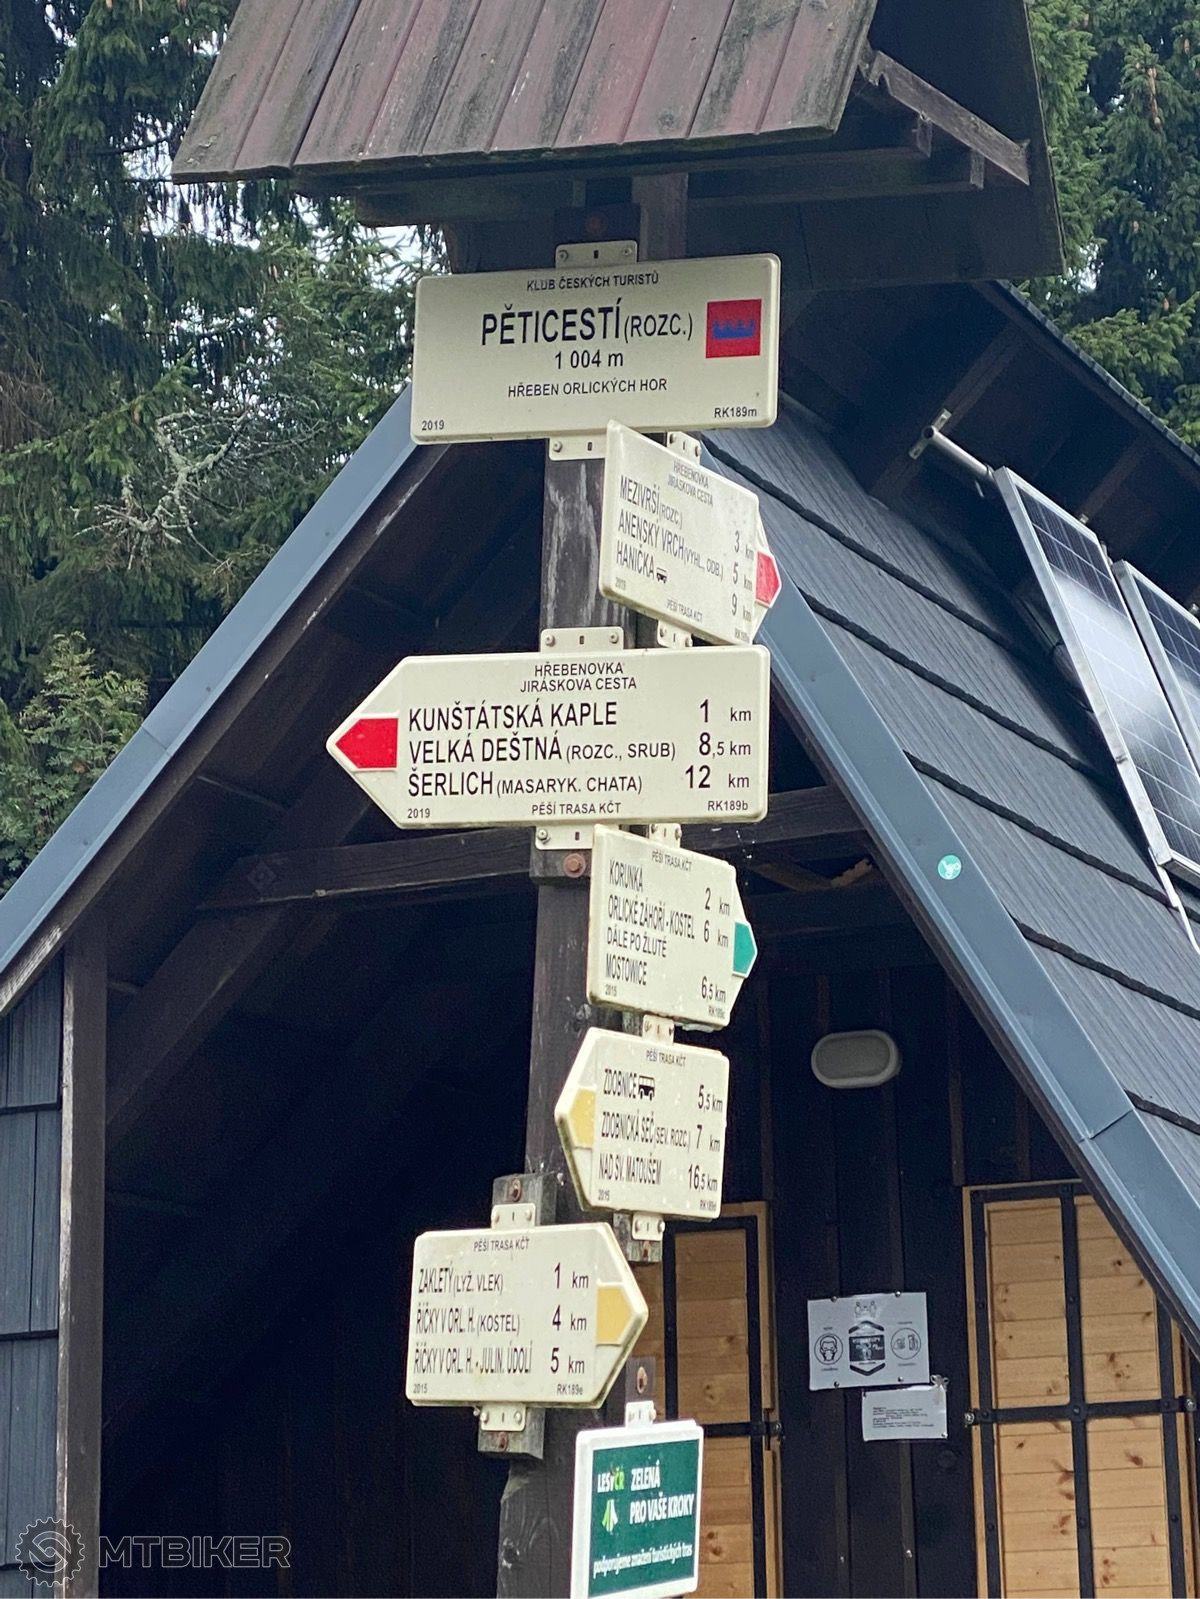 KLUB ČESKÝCH TURISTŮ
PĚTICESTÍ (ROZC.)
1 004 m
HŘEBEN ORLICKÝCH HOR
2019 RK189m
HŘEBENOVKA
JIRÁSKOVA CESTA
MEZIVRŠÍ (ROZC.) 3 km
ANENSKÝ VRCH (VYHL., ODB.) 5 km
HANIČKA 9 km
2019 PĚŠÍ TRASA KČT
HŘEBENOVKA
JIRÁSKOVA CESTA
KUNŠTÁTSKÁ KAPLE 1 km
VELKÁ DEŠTNÁ (ROZC., SRUB) 8,5 km
ŠERLICH (MASARYK. CHATA) 12 km
2019 PĚŠÍ TRASA KČT RK189b
PĚŠÍ TRASA KČT
KORUNKA 2 km
ORLICKÉ ZÁHOŘÍ - KOSTEL 6 km
DÁLE PO ŽLUTÉ
MOSTOWICE 6,5 km
2015 RK189c
PĚŠÍ TRASA KČT
ZDOBNICE 5,5 km
ZDOBNICKÁ SEČ (SEV. ROZC.) 7 km
NAD SV. MATOUŠEM 16,5 km
2015 RK189d
PĚŠÍ TRASA KČT
ZAKLETÝ (LYŽ. VLEK) 1 km
ŘÍČKY V ORL. H. (KOSTEL) 4 km
ŘÍČKY V ORL. H. - JULIN. ÚDOLÍ 5 km
2015 RK189e
LESY ČR
ZELENÁ
PRO VAŠE KROKY
podporujeme značení turistických tras
MTBIKER